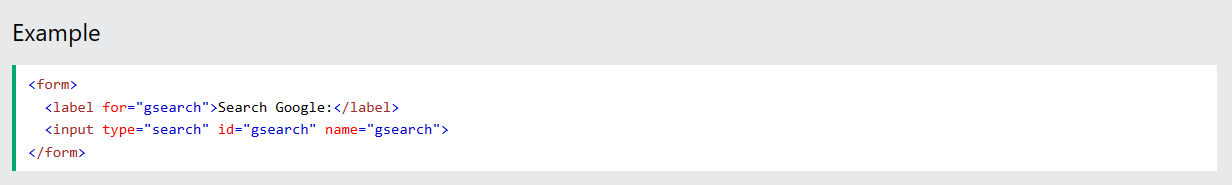 Example
<form>
  <label for="gsearch">Search Google:</label>
  <input type="search" id="gsearch" name="gsearch">
</form>